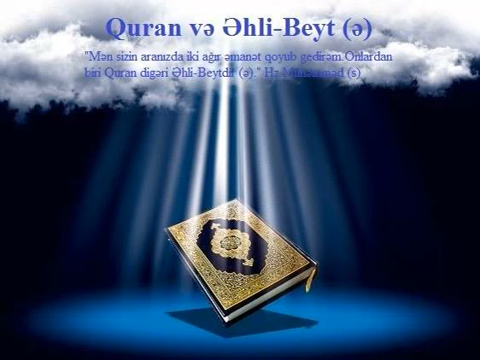 Quran və Əhli-Beyt (ə)
"Mən sizin aranızda iki ağır əmanət qoyub gedirəm.Onlardan
biri Quran digəri Əhli-Beytdir (ə)." Hz.Muhəmməd (s)